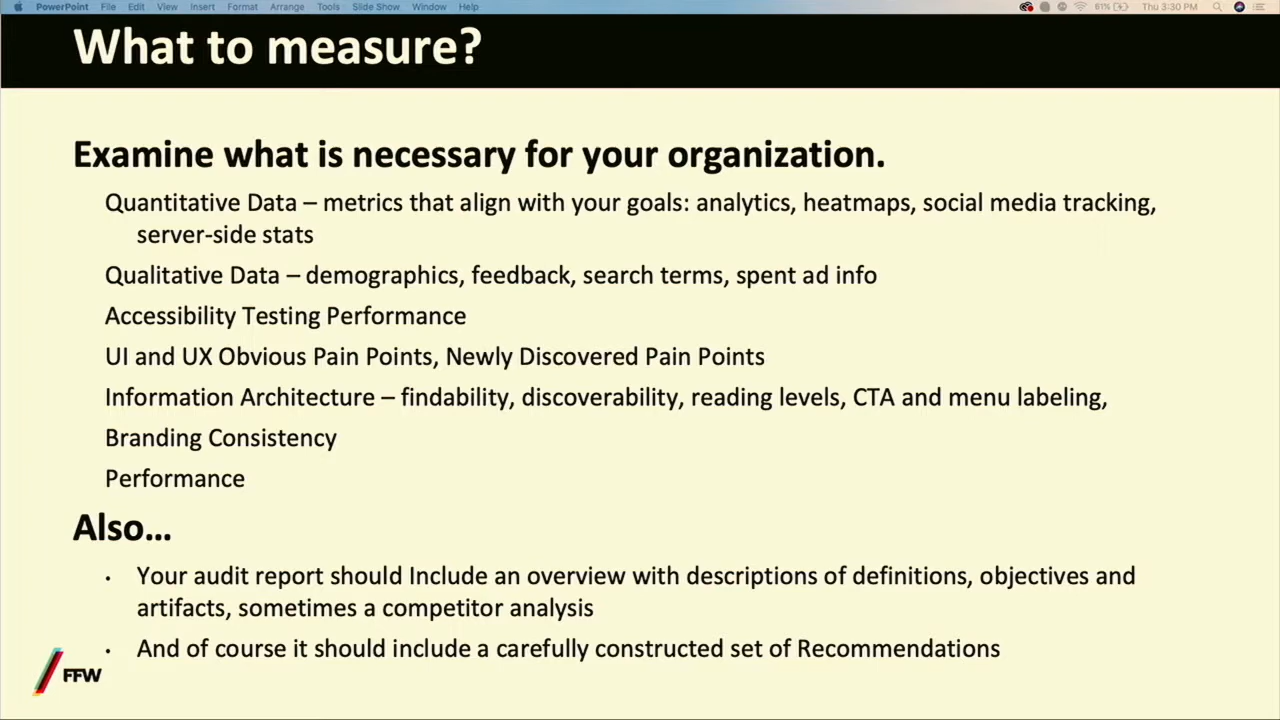 PowerPoint File Edit View Insert Format Arrange Tools Slide Show Window Help 61% Thu 3:30 PM
What to measure?
Examine what is necessary for your organization.
Quantitative Data – metrics that align with your goals: analytics, heatmaps, social media tracking,
server-side stats
Qualitative Data – demographics, feedback, search terms, spent ad info
Accessibility Testing Performance
UI and UX Obvious Pain Points, Newly Discovered Pain Points
Information Architecture – findability, discoverability, reading levels, CTA and menu labeling,
Branding Consistency
Performance
Also...
• Your audit report should Include an overview with descriptions of definitions, objectives and
artifacts, sometimes a competitor analysis
• And of course it should include a carefully constructed set of Recommendations
FFW